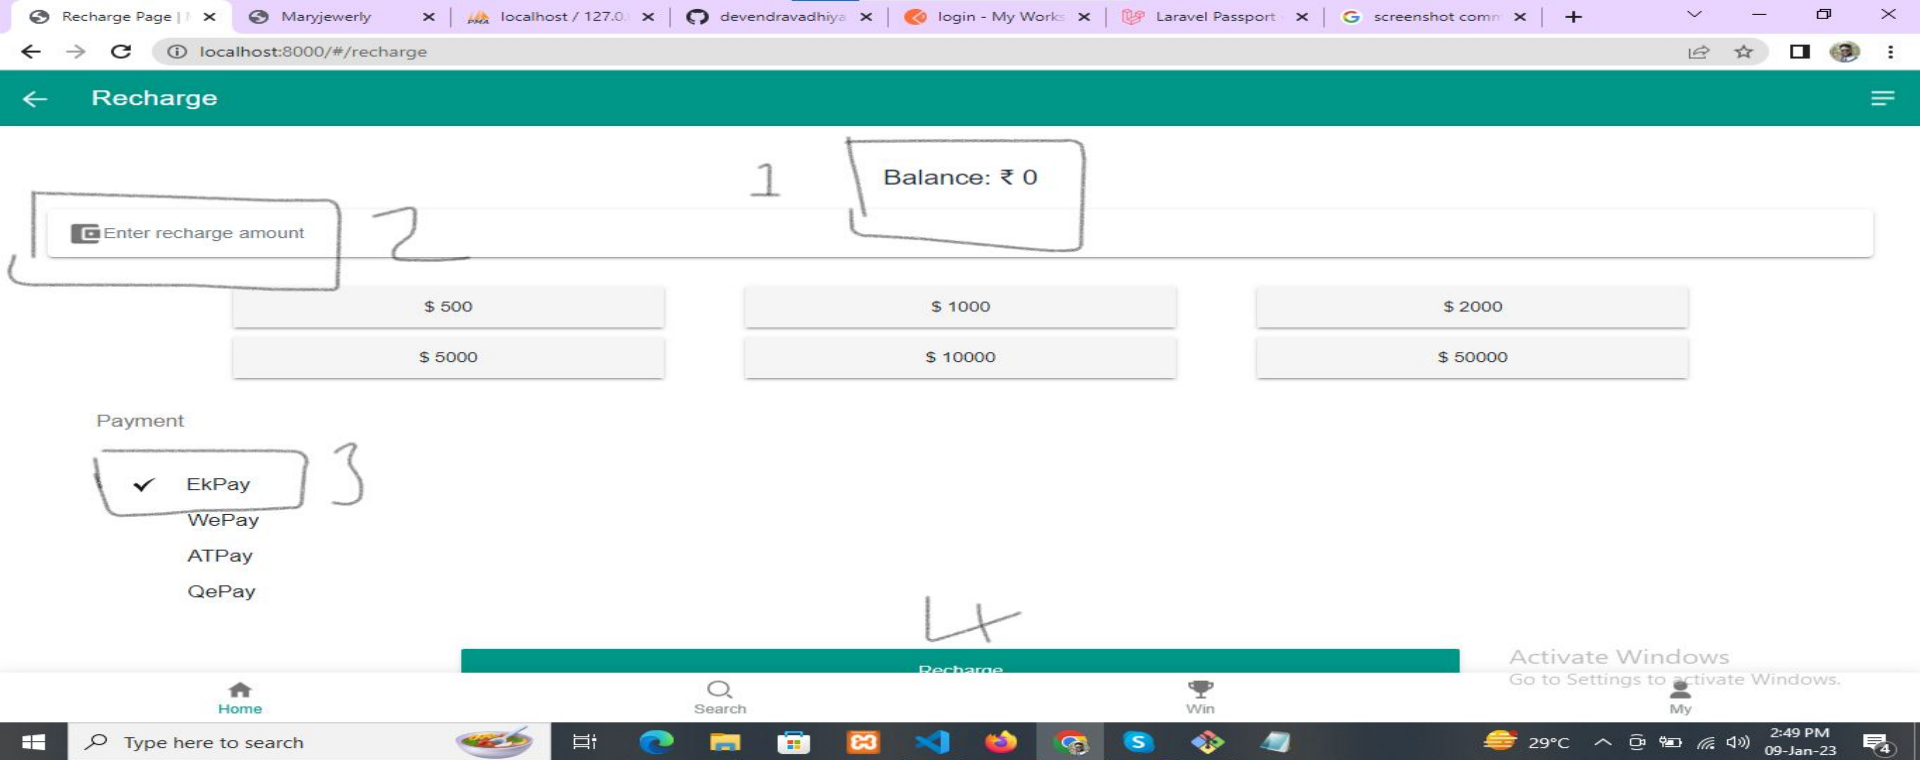 Recharge Page | N
Maryjewerly
localhost / 127.0.
devendravadhiya
login - My Works
Laravel Passport -
screenshot comm
localhost:8000/#/recharge
Recharge
1
Balance: ₹ 0
Enter recharge amount
2
$ 500
$ 1000
$ 2000
$ 5000
$ 10000
$ 50000
Payment
EkPay
3
WePay
ATPay
QePay
4
Recharge
Activate Windows
Go to Settings to activate Windows.
Home
Search
Win
My
Type here to search
29°C
2:49 PM
09-Jan-23
4